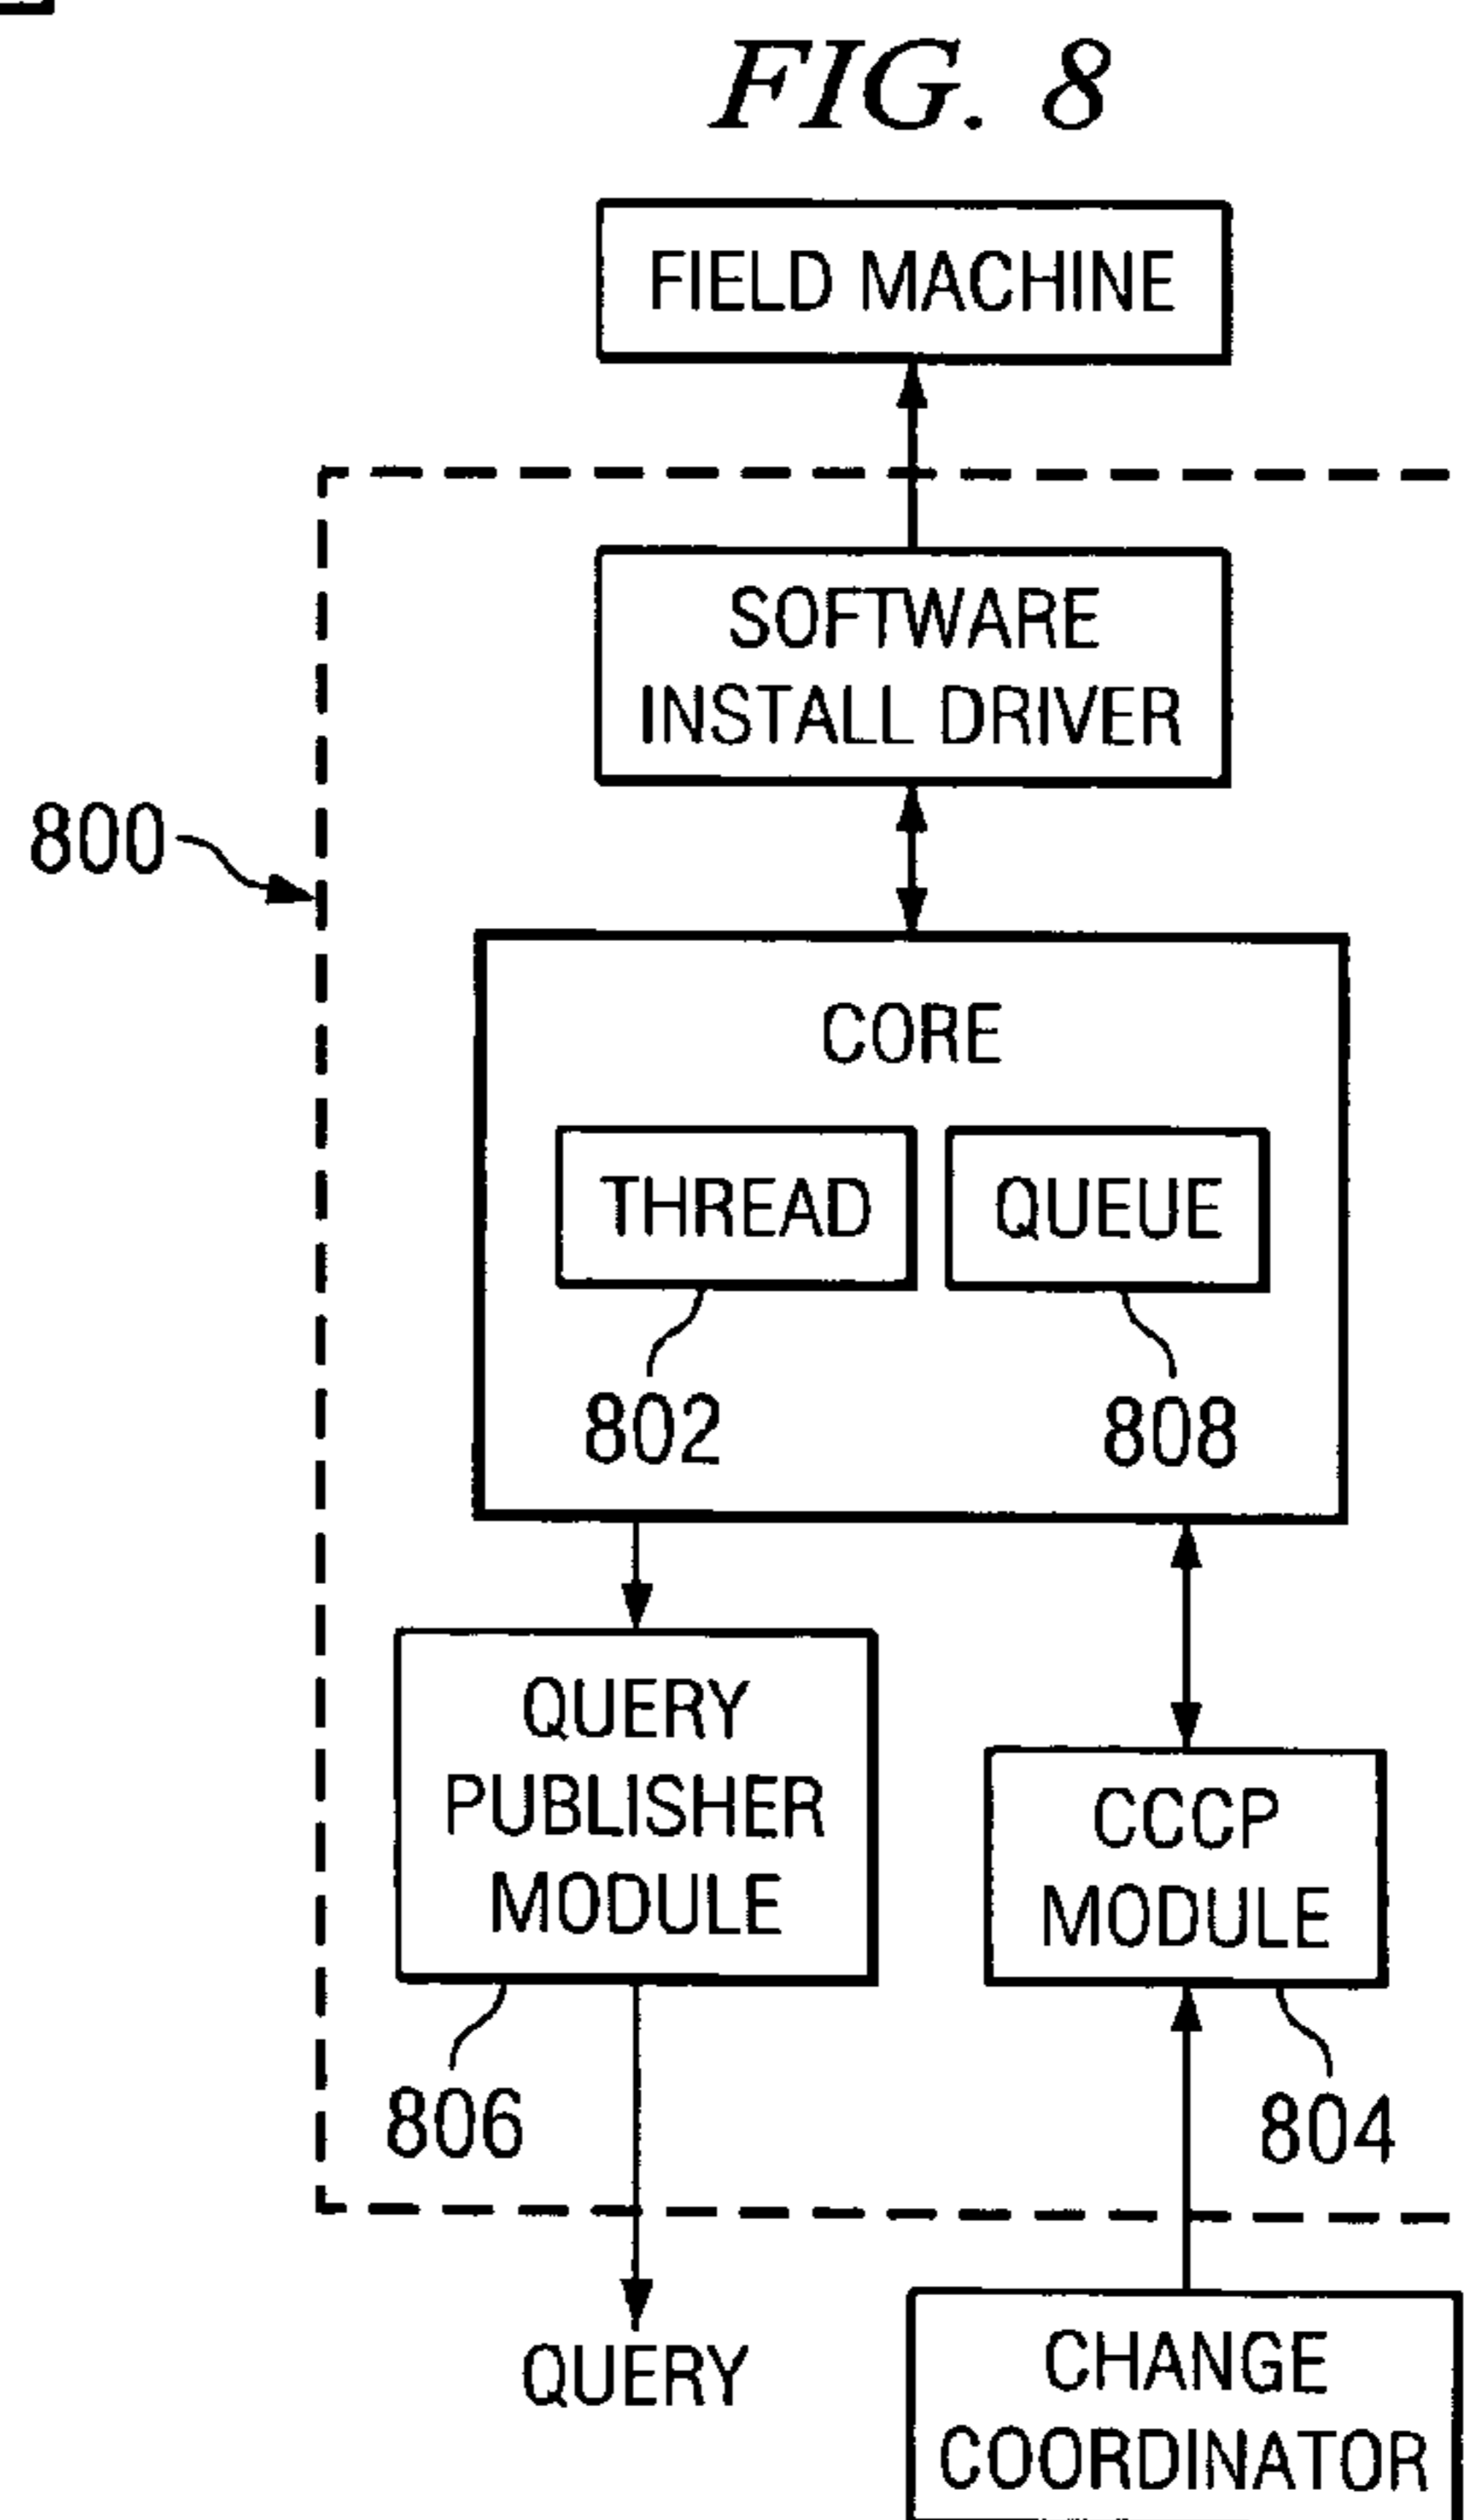 FIG. 8
FIELD MACHINE
SOFTWARE
INSTALL DRIVER
800
CORE
THREAD
QUEUE
802
808
QUERY
PUBLISHER
MODULE
CCCP
MODULE
806
804
QUERY
CHANGE
COORDINATOR